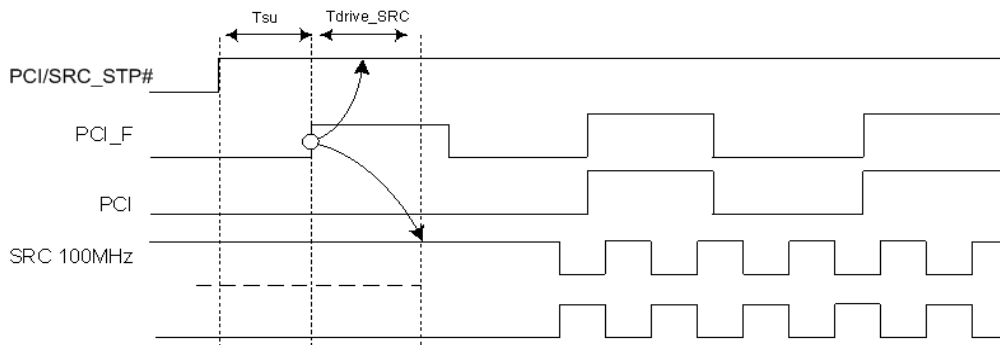 Tsu Tdrive_SRC
PCI/SRC_STP#
PCI_F
PCI
SRC 100MHz